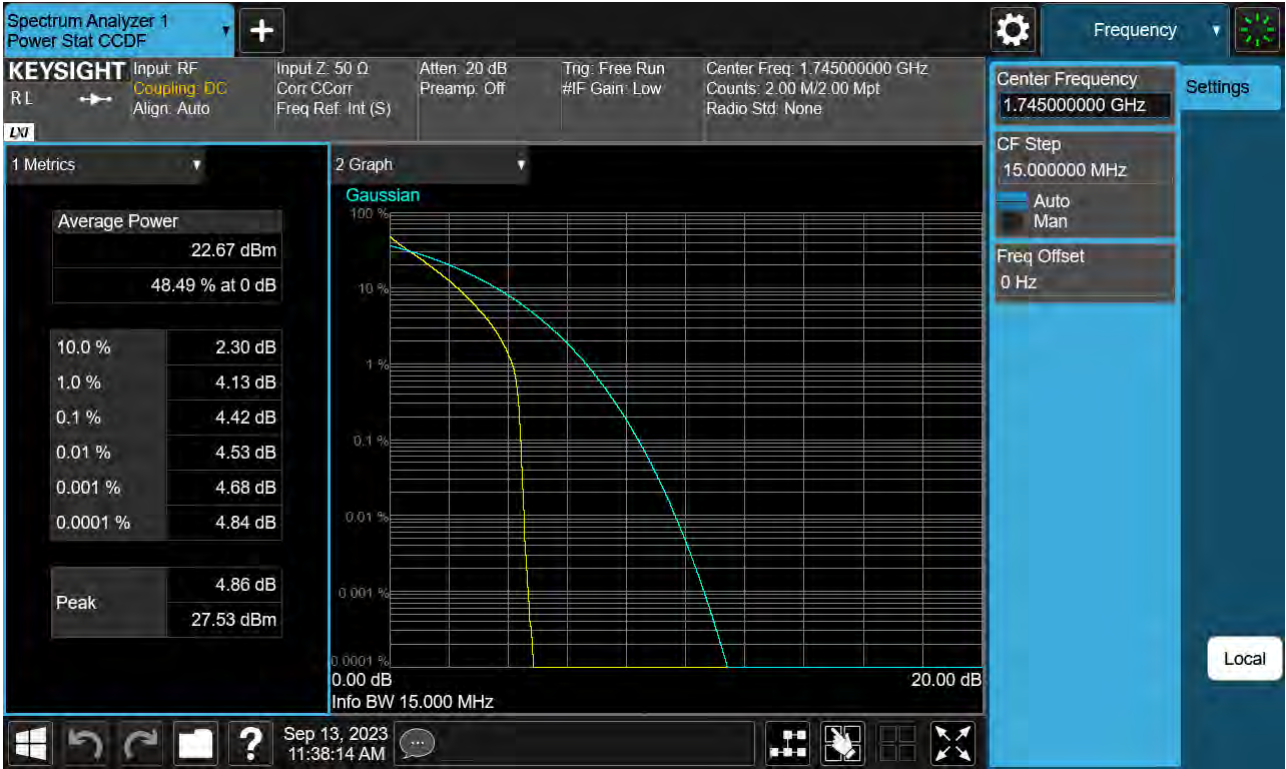 Spectrum Analyzer 1
Power Stat CCDF
+
Frequency
KEYSIGHT
RL
LXI
Input: RF
Coupling: DC
Align: Auto
Input Z: 50 Ω
Corr CCorr
Freq Ref: Int (S)
Atten: 20 dB
Preamp: Off
Trig: Free Run
#IF Gain: Low
Center Freq: 1.745000000 GHz
Counts: 2.00 M/2.00 Mpt
Radio Std: None
Center Frequency
1.745000000 GHz
Settings
CF Step
15.000000 MHz
Auto
Man
Freq Offset
0 Hz
1 Metrics
Average Power
22.67 dBm
48.49 % at 0 dB
10.0 % 2.30 dB
1.0 % 4.13 dB
0.1 % 4.42 dB
0.01 % 4.53 dB
0.001 % 4.68 dB
0.0001 % 4.84 dB
Peak
4.86 dB
27.53 dBm
2 Graph
Gaussian
100 %
10 %
1 %
0.1 %
0.01 %
0.001 %
0.0001 %
0.00 dB 20.00 dB
Info BW 15.000 MHz
Local
?
Sep 13, 2023
11:38:14 AM